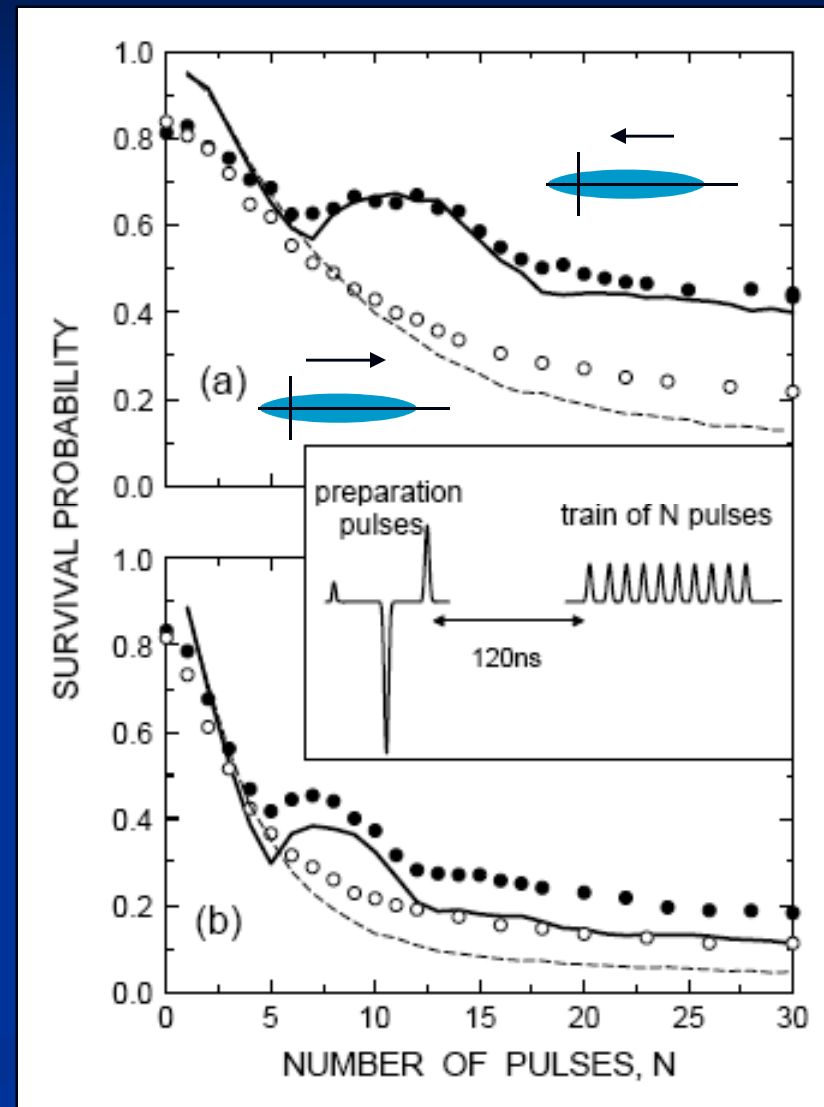 SURVIVAL PROBABILITY
1.0
0.8
0.6
0.4
0.2
0.0
(a)
preparation
pulses
train of N pulses
120ns
1.0
0.8
0.6
0.4
0.2
0.0
(b)
0 5 10 15 20 25 30
NUMBER OF PULSES, N